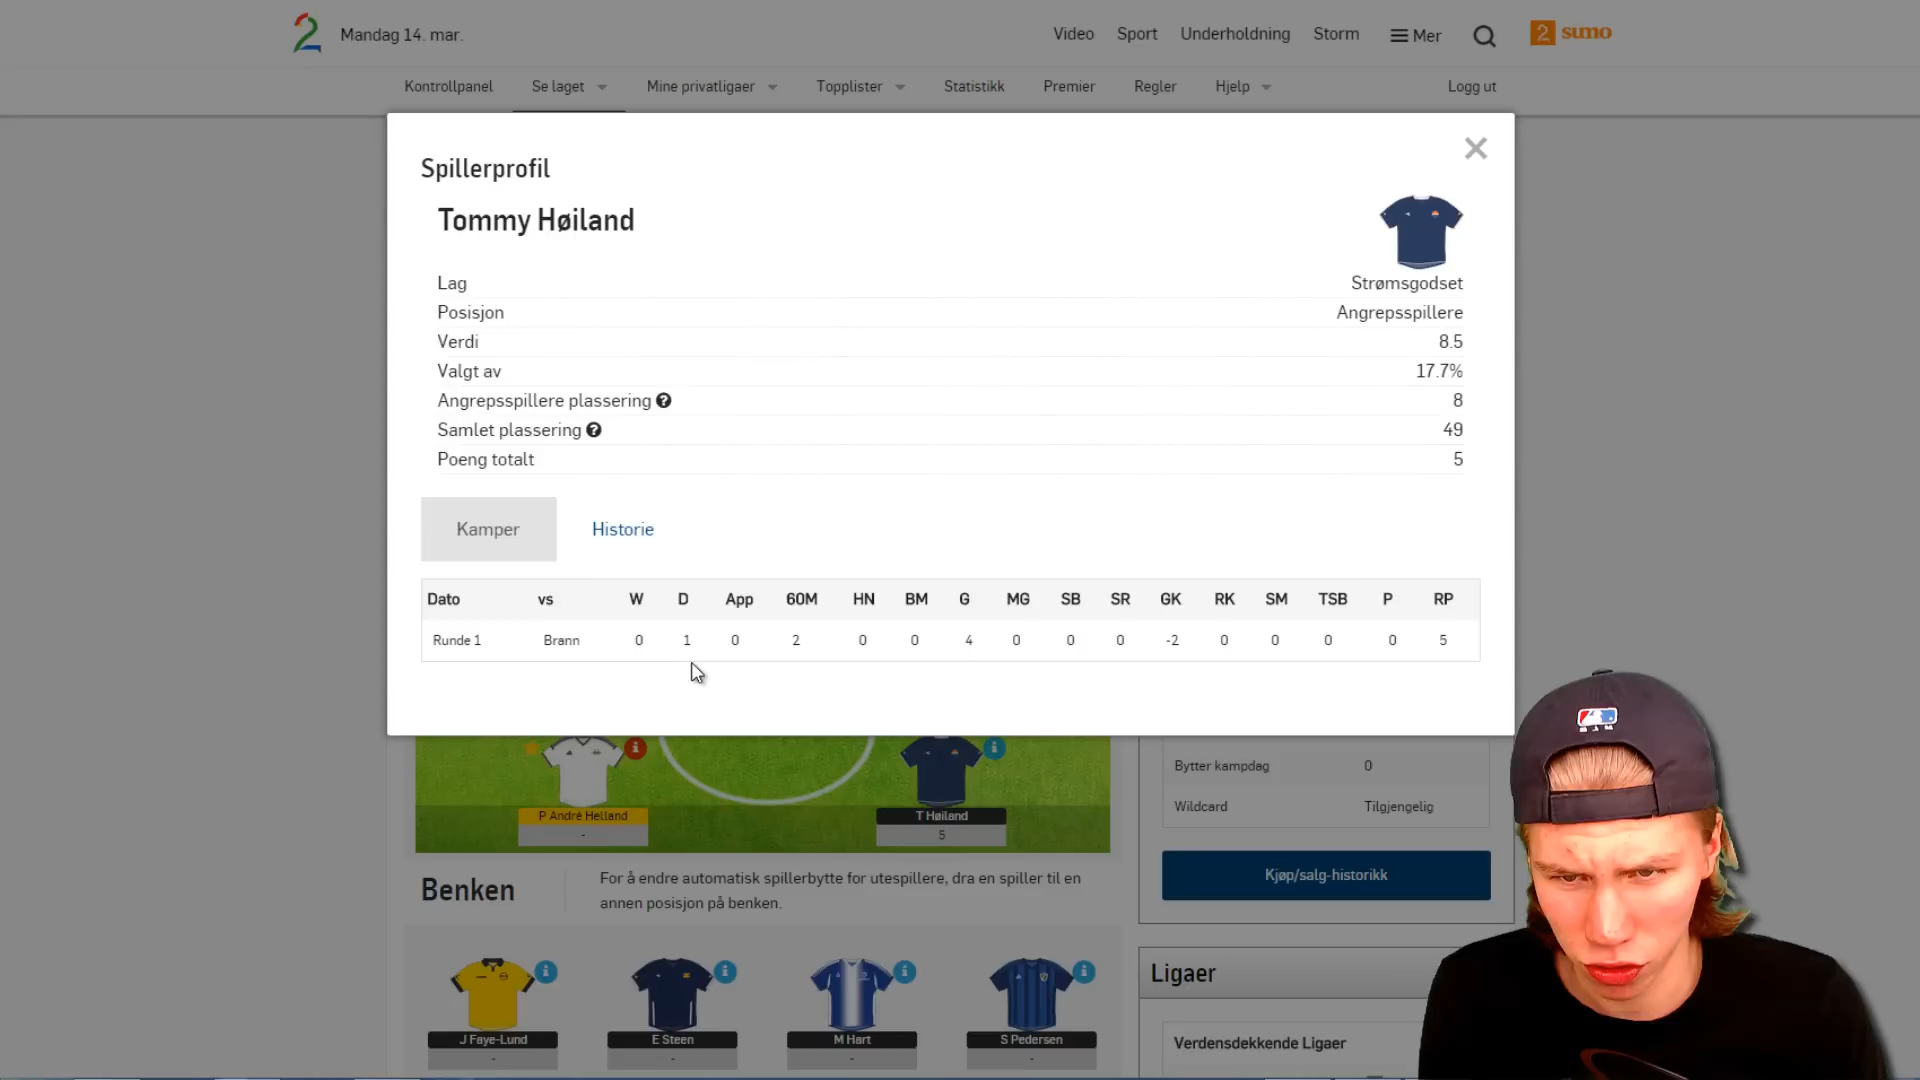 Mandag 14. mar.
Video Sport Underholdning Storm Mer 2 sumo
Kontrollpanel Se laget Mine privatligaer Topplister Statistikk Premier Regler Hjelp Logg ut
Spillerprofil
Tommy Høiland
Lag Strømsgodset
Posisjon Angrepsspillere
Verdi 8.5
Valgt av 17.7%
Angrepsspillere plassering ? 8
Samlet plassering ? 49
Poeng totalt 5
Kamper Historie
Dato vs W D App 60M HN BM G MG SB SR GK RK SM TSB P RP
Runde 1 Brann 0 1 0 2 0 0 4 0 0 0 -2 0 0 0 0 5
P André Helland
-
T Høiland
5
Bytter kampdag 0
Wildcard Tilgjengelig
Kjøp/salg-historikk
Benken
For å endre automatisk spillerbytte for utespillere, dra en spiller til en
annen posisjon på benken.
J Faye-Lund E Steen M Hart S Pedersen
- - - -
Ligaer
Verdensdekkende Ligaer